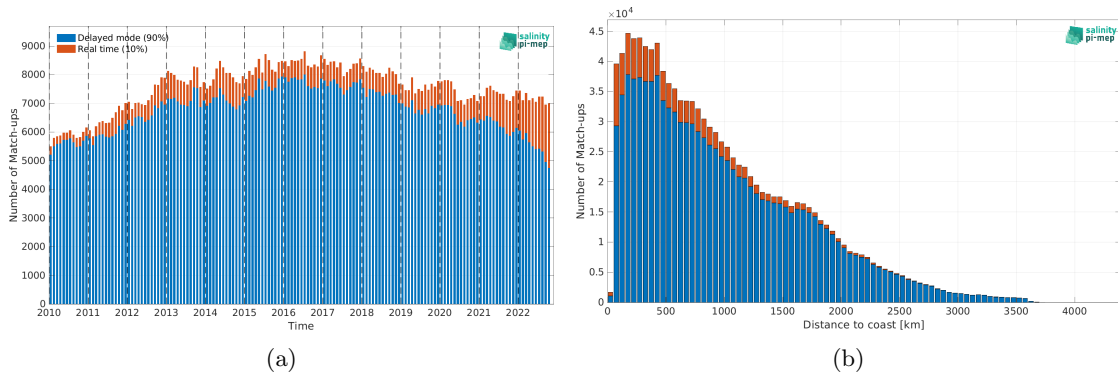 Delayed mode (90%)
Real time (10%)
salinity
pi-mep
Number of Match-ups
9000
8000
7000
6000
5000
4000
3000
2000
1000
0
2010 2011 2012 2013 2014 2015 2016 2017 2018 2019 2020 2021 2022
Time
(a)
×10⁴
salinity
pi-mep
Number of Match-ups
4.5
4
3.5
3
2.5
2
1.5
1
0.5
0
0 500 1000 1500 2000 2500 3000 3500 4000
Distance to coast [km]
(b)